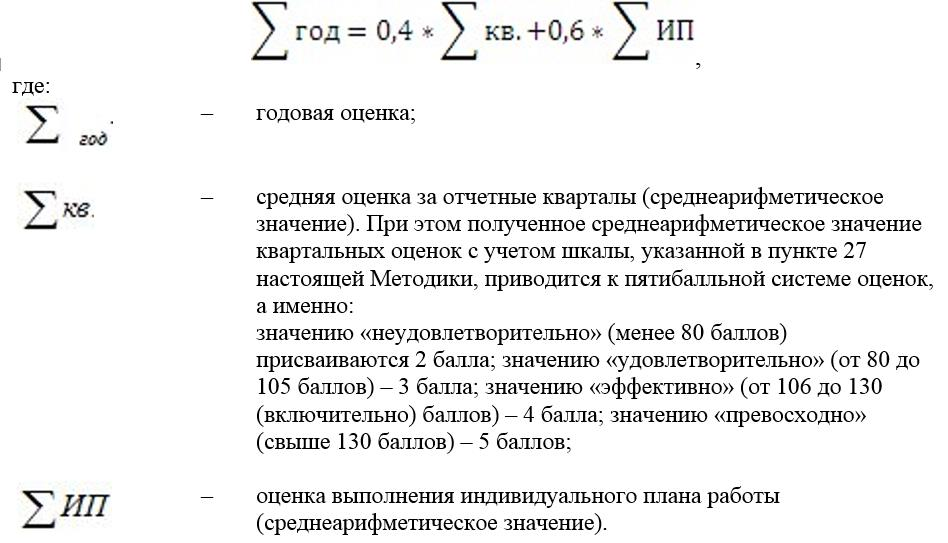 ∑ год = 0,4 * ∑ кв. +0,6 * ∑ ИП ,
где:
∑ год. – годовая оценка;
∑ кв. – средняя оценка за отчетные кварталы (среднеарифметическое
значение). При этом полученное среднеарифметическое значение
квартальных оценок с учетом шкалы, указанной в пункте 27
настоящей Методики, приводится к пятибалльной системе оценок,
а именно:
значению «неудовлетворительно» (менее 80 баллов)
присваиваются 2 балла; значению «удовлетворительно» (от 80 до
105 баллов) – 3 балла; значению «эффективно» (от 106 до 130
(включительно) баллов) – 4 балла; значению «превосходно»
(свыше 130 баллов) – 5 баллов;
∑ ИП – оценка выполнения индивидуального плана работы
(среднеарифметическое значение).